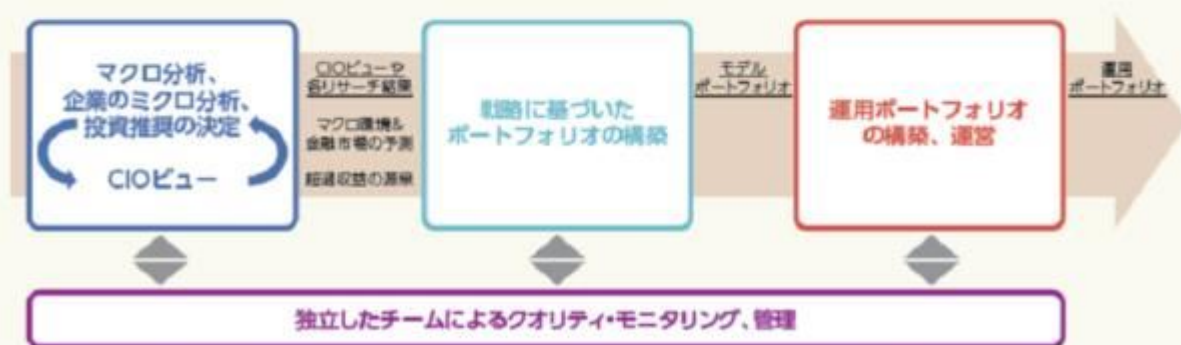 マクロ分析、
企業のミクロ分析、
投資推奨の決定
CIOビュー
CIOビューや
各リサーチ結果
マクロ環境&
金融市場の予測
超過収益の源泉
戦略に基づいた
ポートフォリオの構築
モデル
ポートフォリオ
運用ポートフォリオ
の構築、運営
運用
ポートフォリオ
独立したチームによるクオリティ・モニタリング、管理